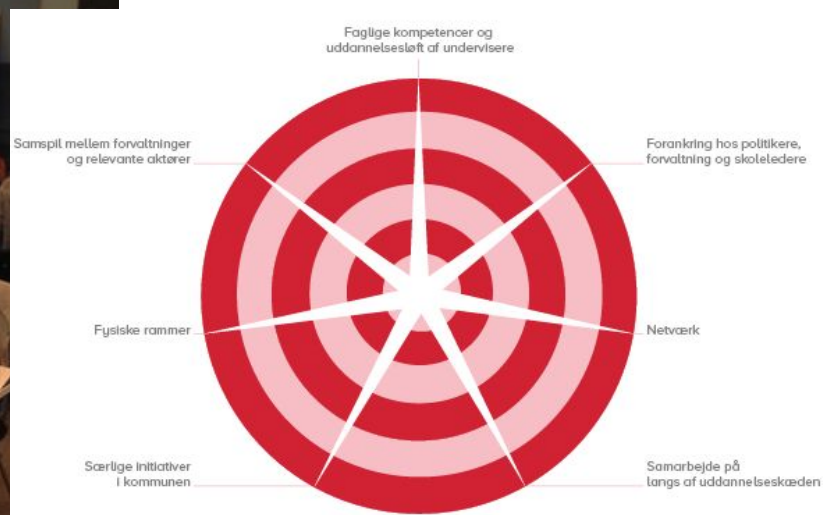 Faglige kompetencer og
uddannelsesløft af undervisere
Samspil mellem forvaltninger
og relevante aktører
Forankring hos politikere,
forvaltning og skoleledere
Fysiske rammer
Netværk
Særlige initiativer
i kommunen
Samarbejde på
langs af uddannelseskæden